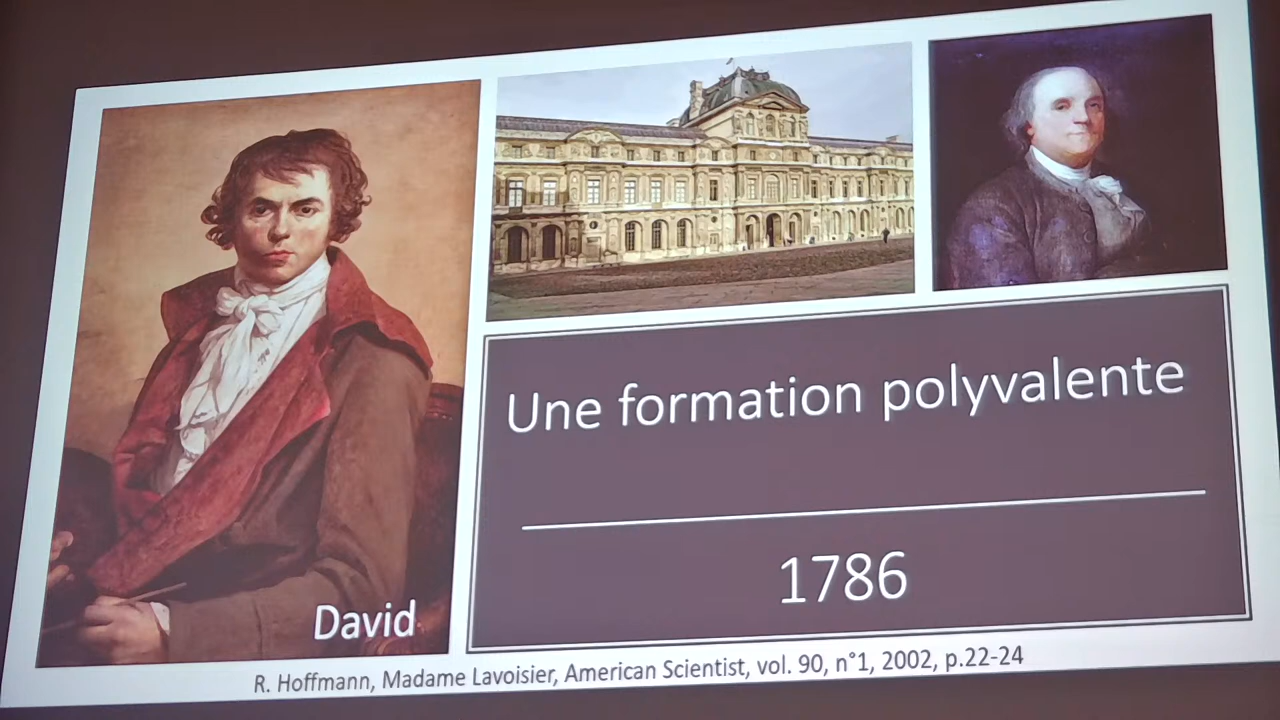 Une formation polyvalente
1786
David
R. Hoffmann, Madame Lavoisier, American Scientist, vol. 90, n°1, 2002, p.22-24